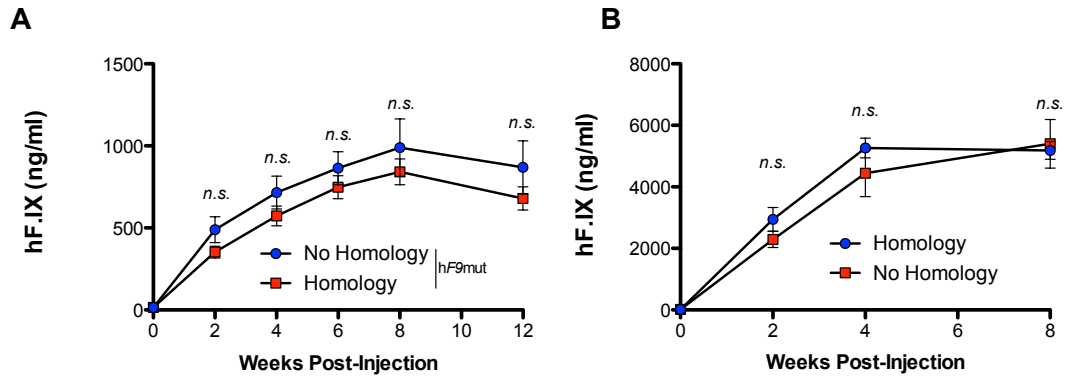 A
hF.IX (ng/ml)
1500
1000
500
0
n.s.
n.s.
n.s.
n.s.
n.s.
No Homology
Homology
hF9mut
0 2 4 6 8 10 12
Weeks Post-Injection
B
hF.IX (ng/ml)
8000
6000
4000
2000
0
n.s.
n.s.
n.s.
Homology
No Homology
0 2 4 6 8
Weeks Post-Injection